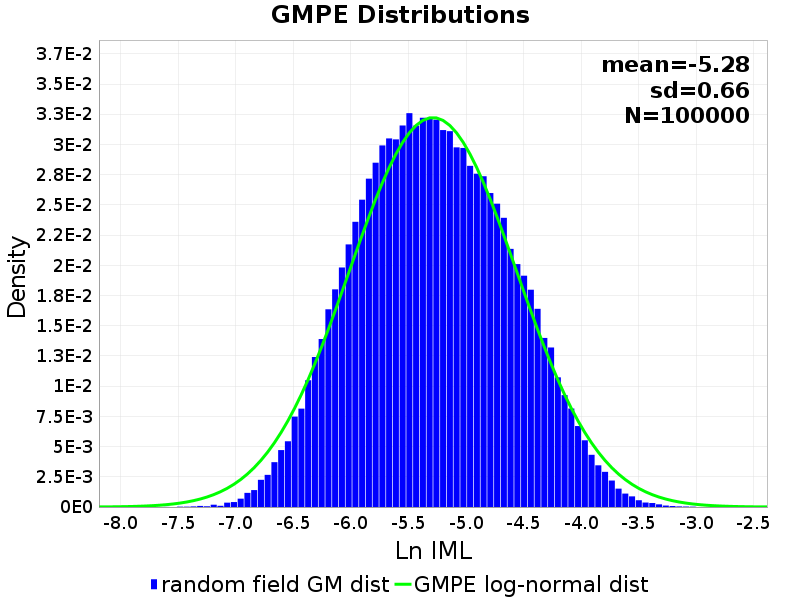 GMPE Distributions
mean=-5.28
sd=0.66
N=100000
3.7E-2
3.5E-2
3.3E-2
3E-2
2.8E-2
2.5E-2
2.2E-2
2E-2
1.8E-2
1.5E-2
1.3E-2
1E-2
7.5E-3
5E-3
2.5E-3
0E0
Density
-8.0 -7.5 -7.0 -6.5 -6.0 -5.5 -5.0 -4.5 -4.0 -3.5 -3.0 -2.5
Ln IML
random field GM dist GMPE log-normal dist